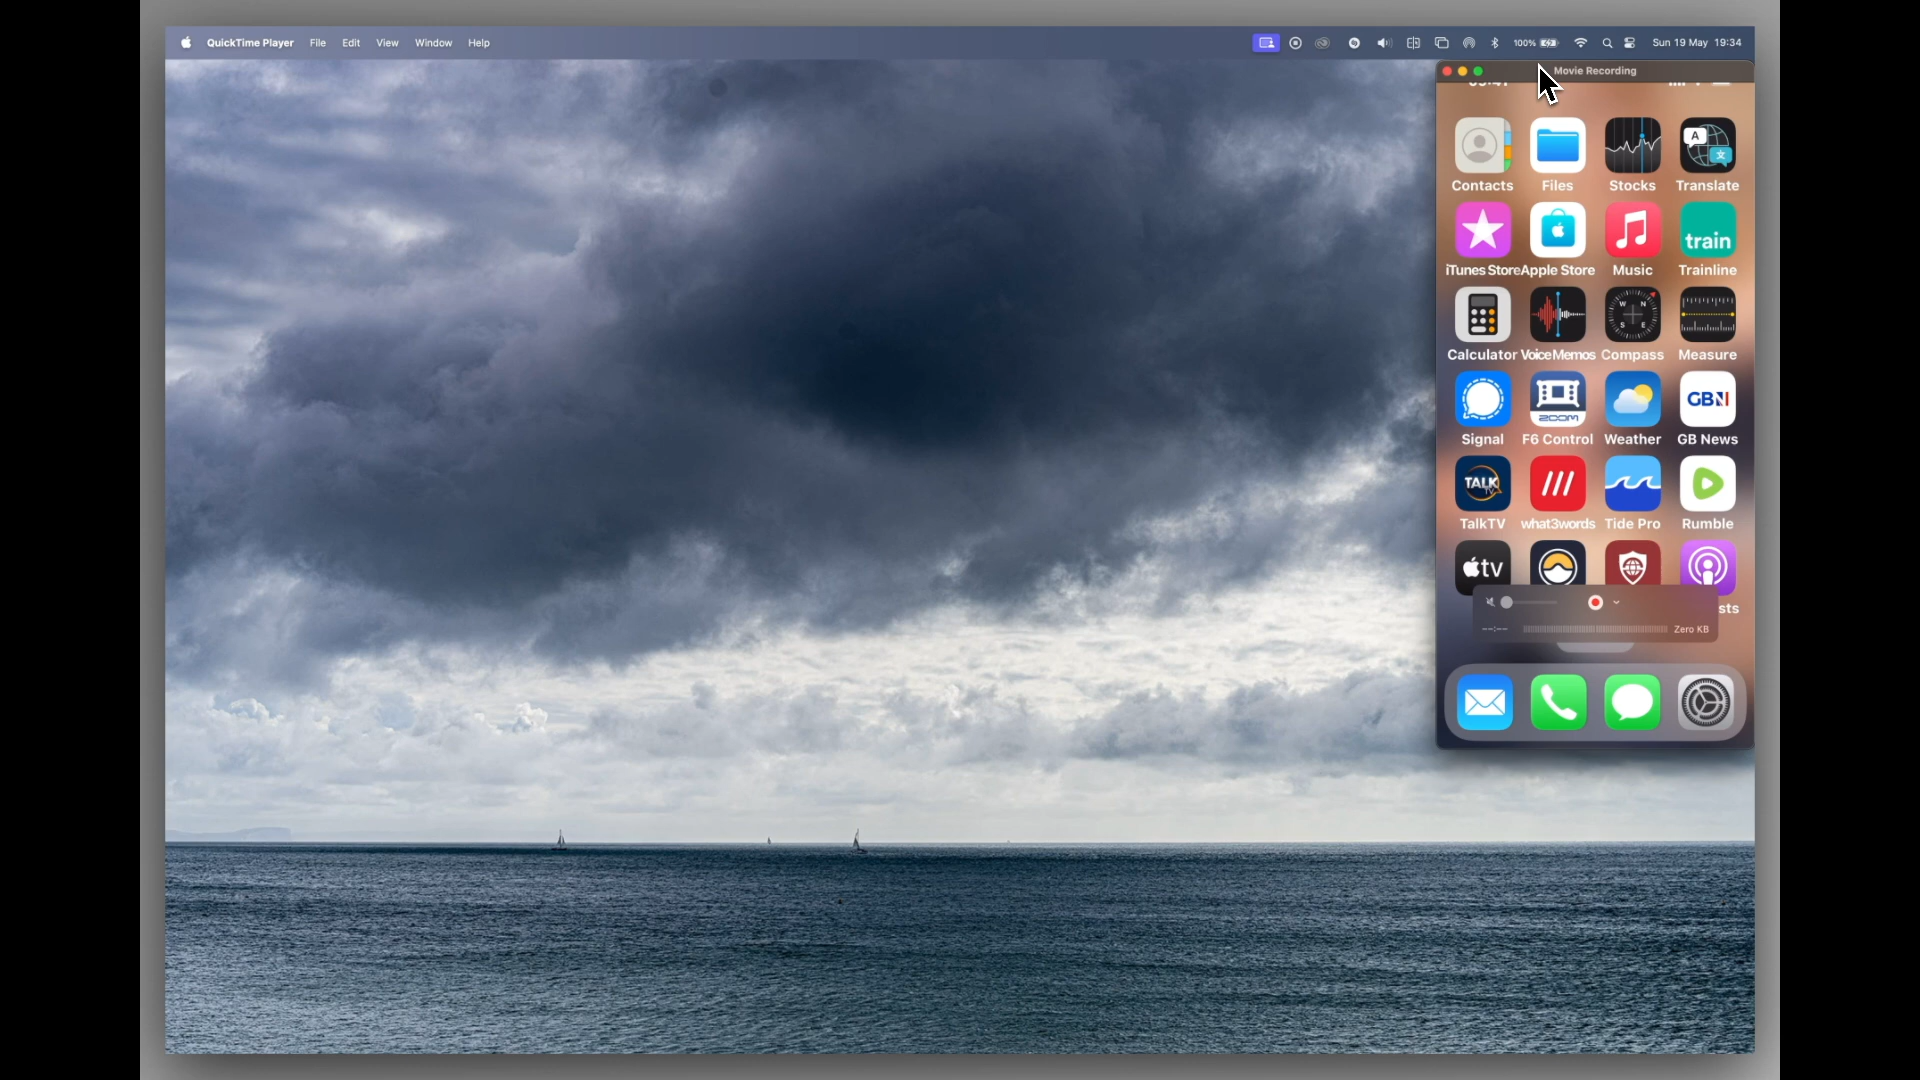 QuickTime Player File Edit View Window Help 100% Sun 19 May 19:34
Movie Recording
Contacts Files Stocks Translate
train
iTunes Store Apple Store Music Trainline
W N S E
Calculator Voice Memos Compass Measure
ZOOM GBN
Signal F6 Control Weather GB News
TALK TV
TalkTV what3words Tide Pro Rumble
tv
sts
--:-- Zero KB